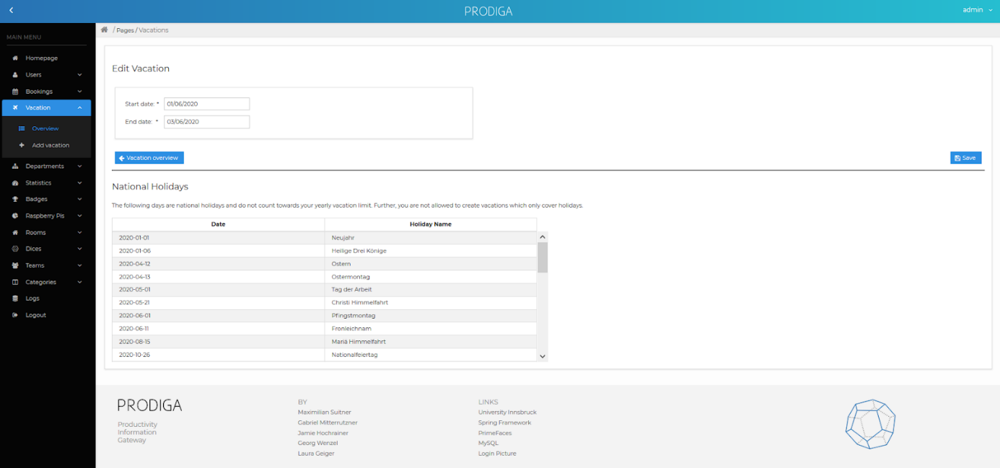 PRODIGA
admin
MAIN MENU
Homepage
Users
Bookings
Vacation
Overview
Add vacation
Departments
Statistics
Badges
Raspberry PIs
Rooms
Dices
Teams
Categories
Logs
Logout
/ Pages / Vacations
Edit Vacation
Start date: * 01/06/2020
End date: * 03/06/2020
Vacation overview
Save
National Holidays
The following days are national holidays and do not count towards your yearly vacation limit. Further, you are not allowed to create vacations which only cover holidays.
Date Holiday Name
2020-01-01 Neujahr
2020-01-06 Heilige Drei Könige
2020-04-12 Ostern
2020-04-13 Ostermontag
2020-05-01 Tag der Arbeit
2020-05-21 Christi Himmelfahrt
2020-06-01 Pfingstmontag
2020-06-11 Fronleichnam
2020-08-15 Mariä Himmelfahrt
2020-10-26 Nationalfeiertag
PRODIGA
Productivity
Information
Gateway
BY
Maximilian Suitner
Gabriel Mitterrutzner
Jamie Hochrainer
Georg Wenzel
Laura Geiger
LINKS
University Innsbruck
Spring Framework
PrimeFaces
MySQL
Login Picture